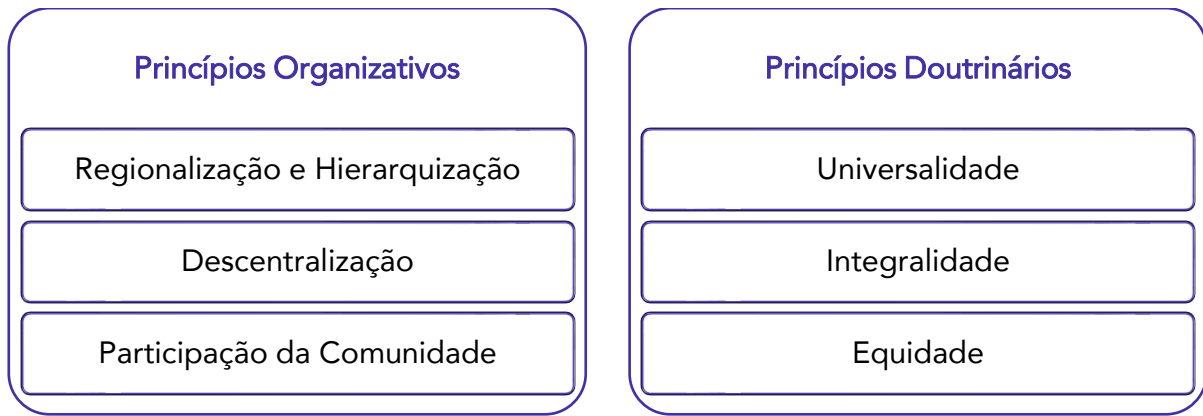 Princípios Organizativos
Regionalização e Hierarquização
Descentralização
Participação da Comunidade
Princípios Doutrinários
Universalidade
Integralidade
Equidade